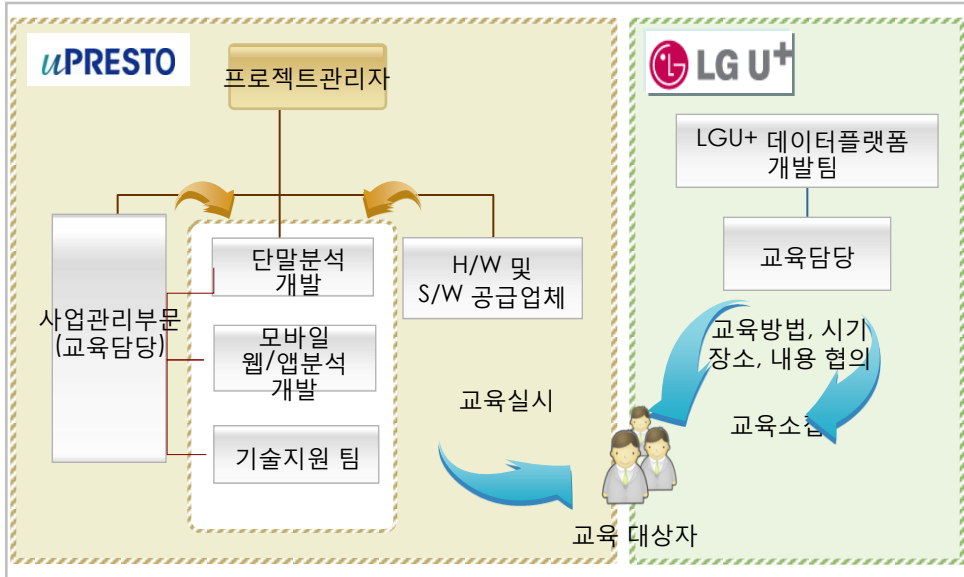 uPRESTO
프로젝트관리자
사업관리부문
(교육담당)
단말분석
개발
모바일
웹/앱분석
개발
기술지원 팀
H/W 및
S/W 공급업체
교육실시
교육 대상자
LG U+
LGU+ 데이터플랫폼
개발팀
교육담당
교육방법, 시기
장소, 내용 협의
교육소집